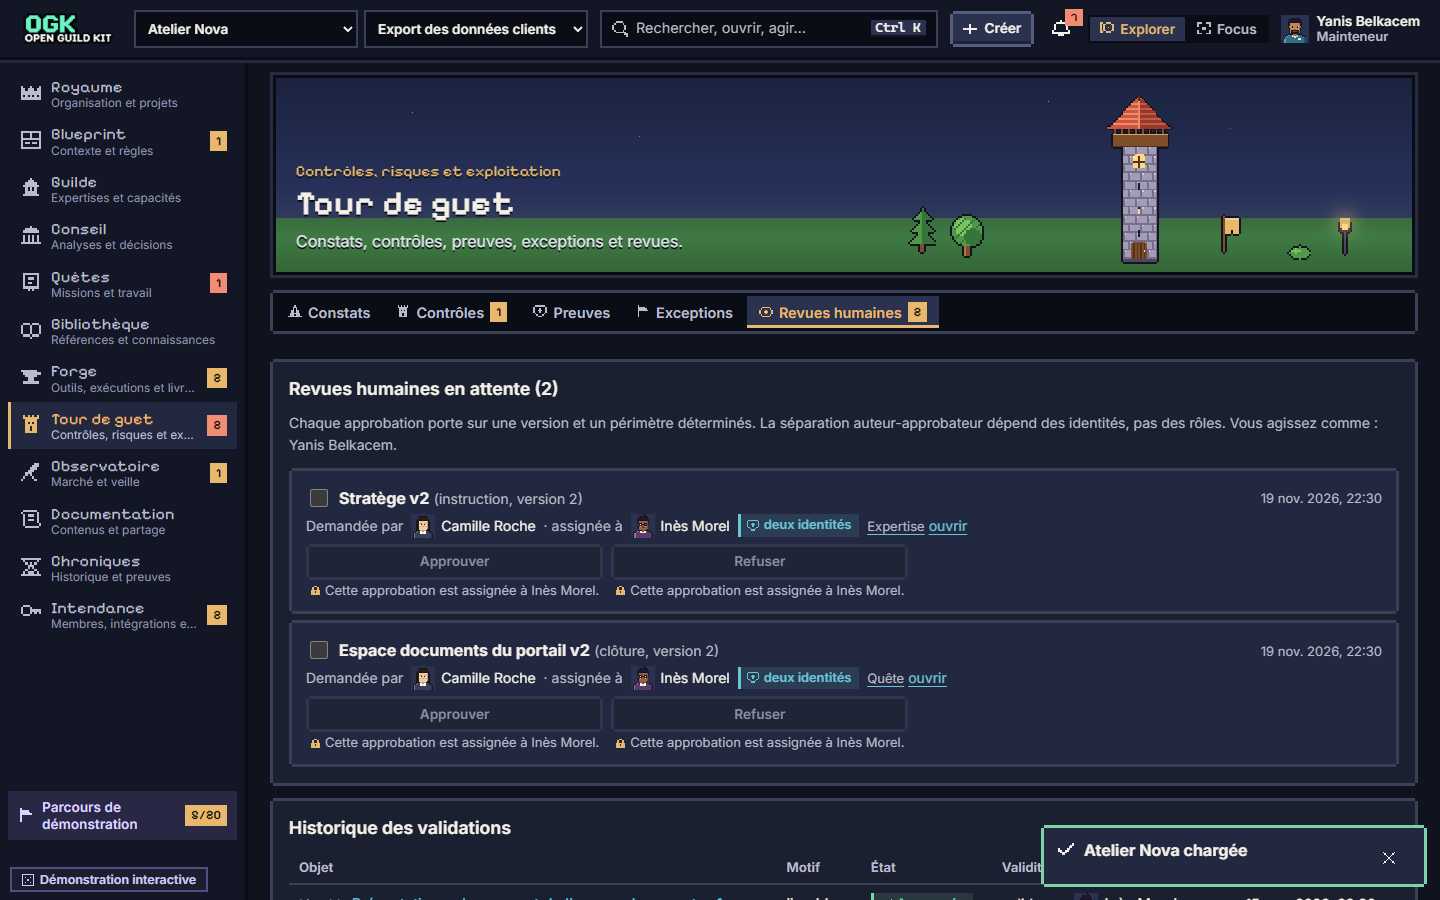 OGK
OPEN GUILD KIT
Atelier Nova
Export des données clients
Rechercher, ouvrir, agir...
Ctrl K
Créer
Explorer
Focus
Yanis Belkacem
Mainteneur
Royaume
Organisation et projets
Blueprint
Contexte et règles
1
Guilde
Expertises et capacités
Conseil
Analyses et décisions
Quêtes
Missions et travail
1
Bibliothèque
Références et connaissances
Forge
Outils, exécutions et livr...
2
Tour de guet
Contrôles, risques et ex...
2
Observatoire
Marché et veille
1
Documentation
Contenus et partage
Chroniques
Historique et preuves
Intendance
Membres, intégrations e...
2
Parcours de
démonstration
Démonstration interactive
Contrôles, risques et exploitation
Tour de guet
Constats, contrôles, preuves, exceptions et revues.
Constats
Contrôles 1
Preuves
Exceptions
Revues humaines 2
Revues humaines en attente (2)
Chaque approbation porte sur une version et un périmètre déterminés. La séparation auteur-approbateur dépend des identités, pas des rôles. Vous agissez comme :
Yanis Belkacem.
Stratège v2 (instruction, version 2)
19 nov. 2026, 22:30
Demandée par Camille Roche · assignée à Inès Morel deux identités Expertise ouvrir
Approuver
Refuser
Cette approbation est assignée à Inès Morel.
Cette approbation est assignée à Inès Morel.
Espace documents du portail v2 (clôture, version 2)
19 nov. 2026, 22:30
Demandée par Camille Roche · assignée à Inès Morel deux identités Quête ouvrir
Approuver
Refuser
Cette approbation est assignée à Inès Morel.
Cette approbation est assignée à Inès Morel.
Historique des validations
Objet
Motif
État
Atelier Nova chargée